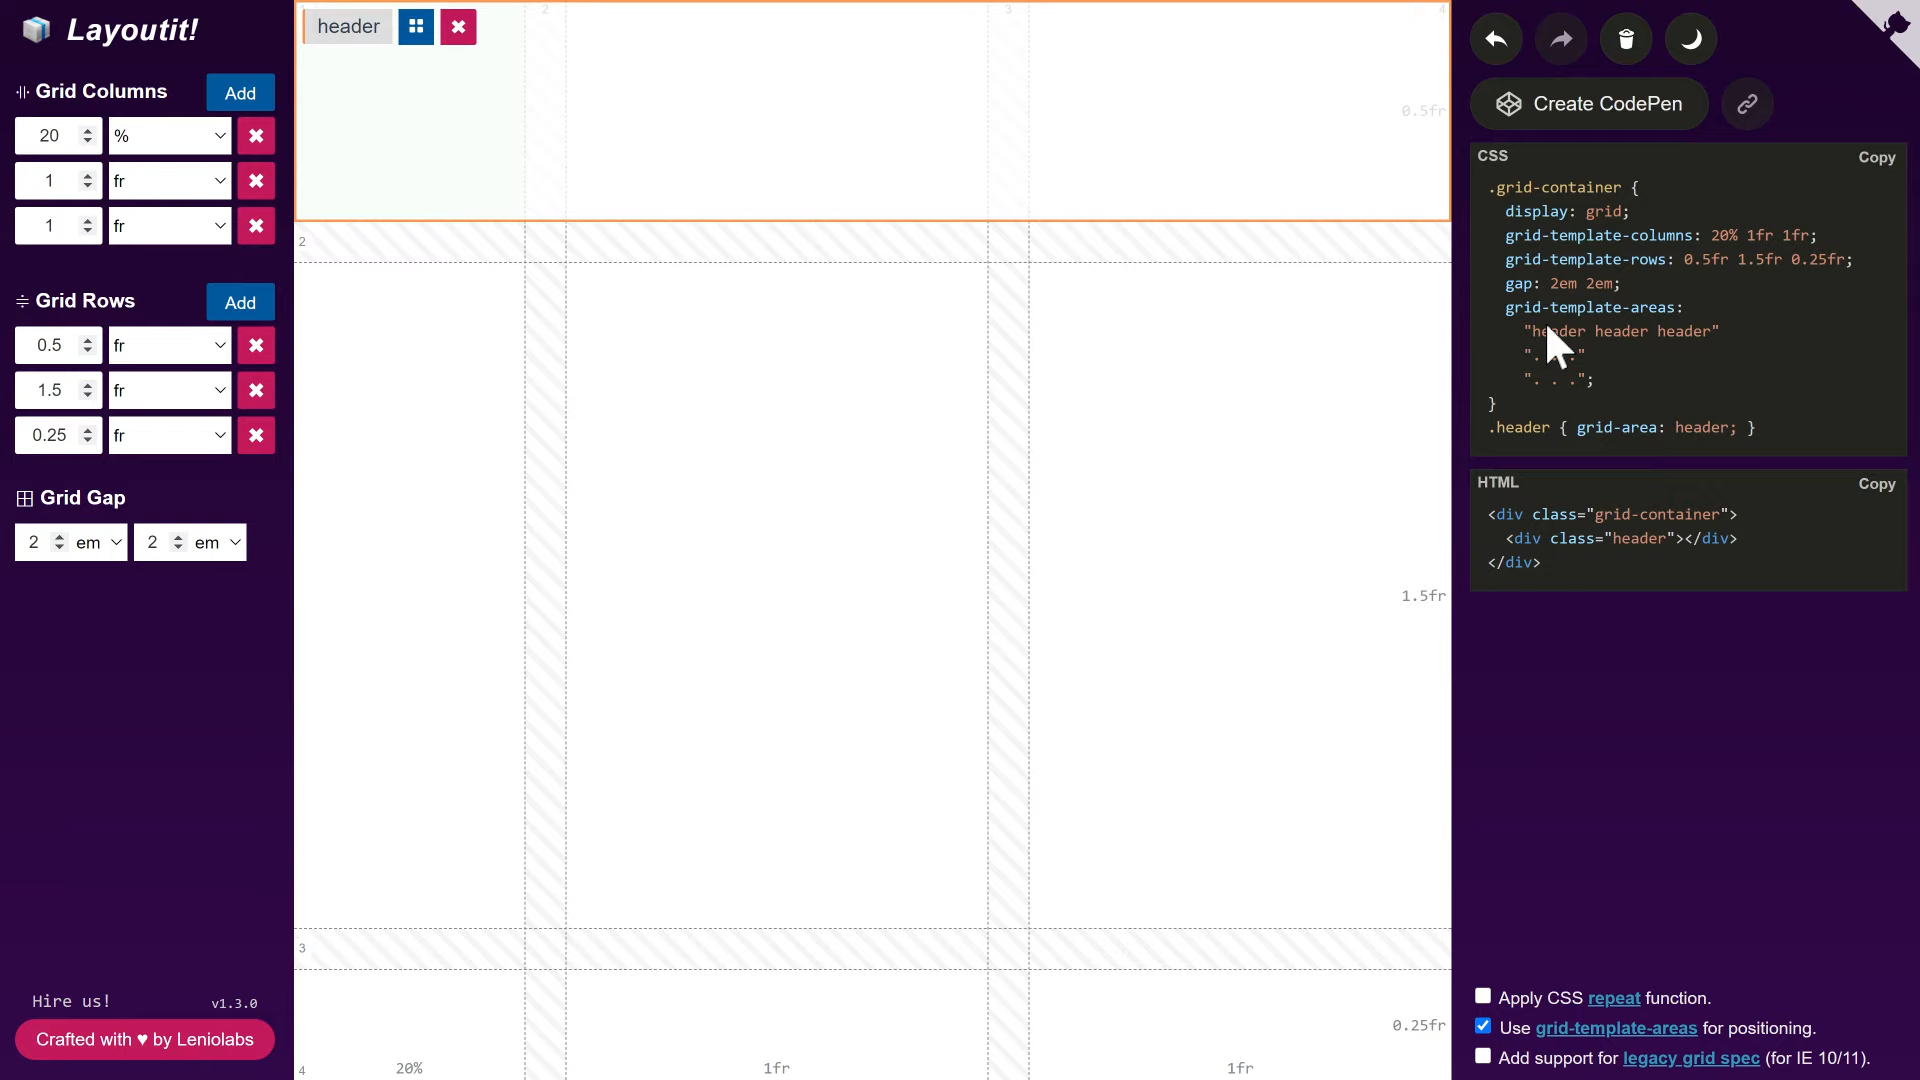 Layoutit!
Grid Columns
Add
20
%
1
fr
1
fr
Grid Rows
Add
0.5
fr
1.5
fr
0.25
fr
Grid Gap
2
em
2
em
Hire us!
v1.3.0
Crafted with ♥ by Leniolabs
header
2
3
4
0.5fr
2
1.5fr
3
0.25fr
4
20%
1fr
1fr
Create CodePen
CSS
Copy
.grid-container {
display: grid;
grid-template-columns: 20% 1fr 1fr;
grid-template-rows: 0.5fr 1.5fr 0.25fr;
gap: 2em 2em;
grid-template-areas:
"header header header"
". . ."
". . .";
}
.header { grid-area: header; }
HTML
Copy
<div class="grid-container">
<div class="header"></div>
</div>
Apply CSS repeat function.
Use grid-template-areas for positioning.
Add support for legacy grid spec (for IE 10/11).